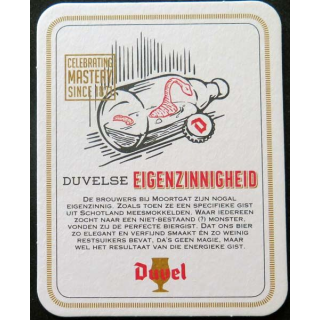 CELEBRATING
MASTERY
SINCE 1871
D
DUVELSE EIGENZINNIGHEID
DE BROUWERS BIJ MOORTGAT ZIJN NOGAL
EIGENZINNIG. ZOALS TOEN ZE EEN SPECIFIEKE GIST
UIT SCHOTLAND MEESMOKKELDEN. WAAR IEDEREEN
ZOCHT NAAR EEN NIET-BESTAAND (?) MONSTER,
VONDEN ZIJ DE PERFECTE BIERGIST. DAT ONS BIER
ZO ELEGANT EN VERFIJND SMAAKT ÉN ZO WEINIG
RESTSUIKERS BEVAT, DA'S GEEN MAGIE, MAAR
WEL HET RESULTAAT VAN DIE ENERGIEKE GIST.
Duvel